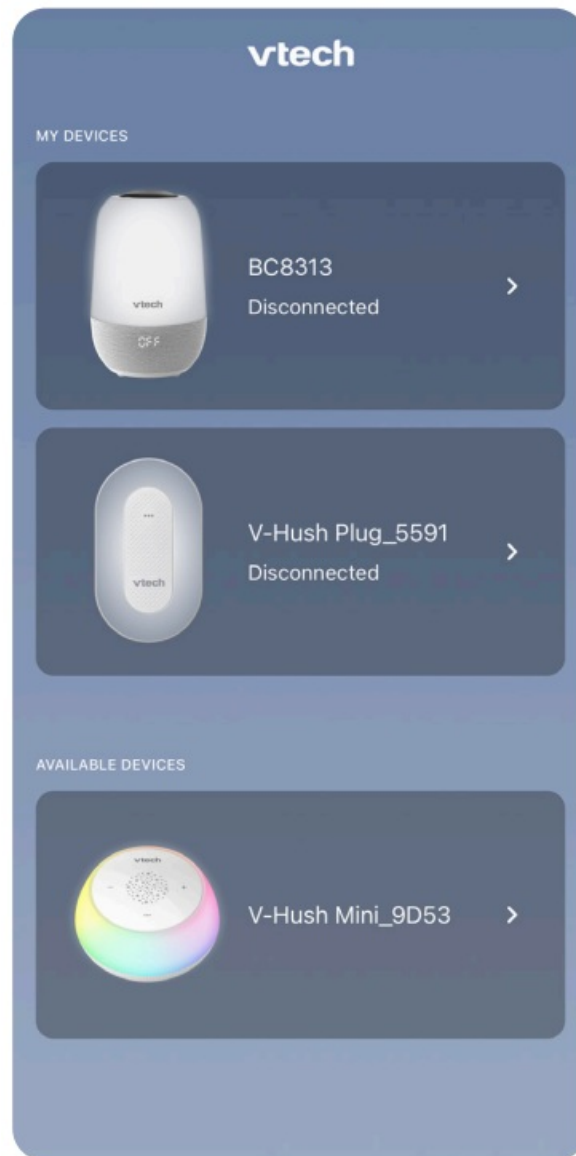 vtech
MY DEVICES
vtech
OFF
BC8313
Disconnected
vtech
V-Hush Plug_5591
Disconnected
AVAILABLE DEVICES
vtech
V-Hush Mini_9D53